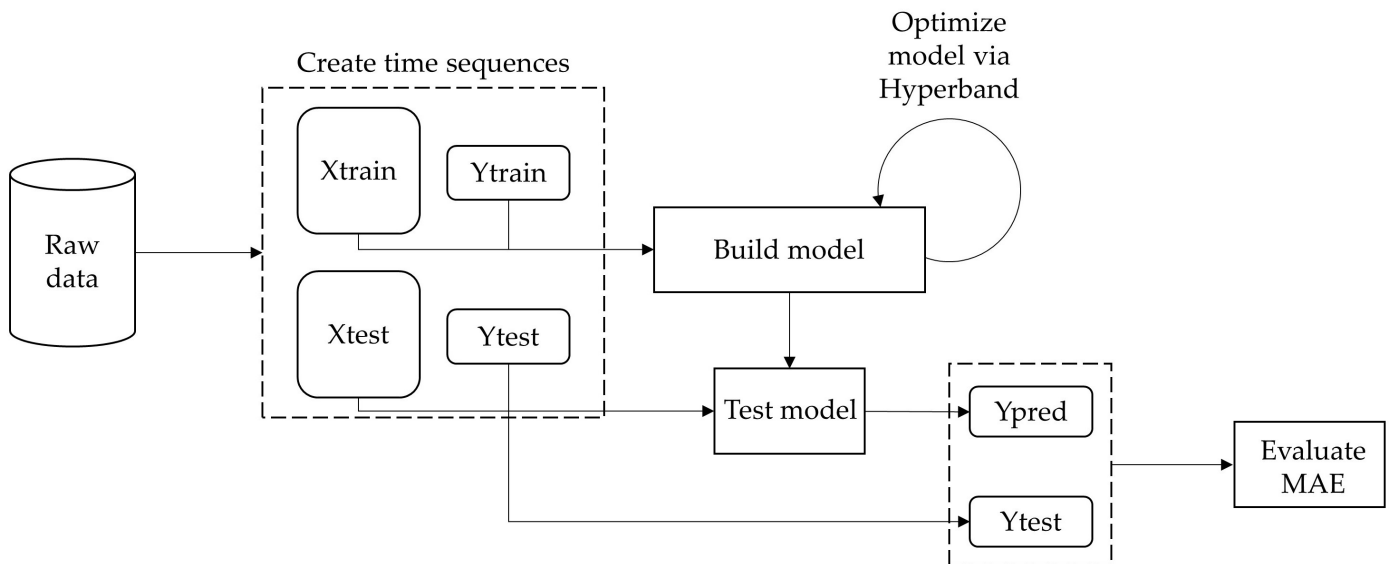 Optimize
model via
Hyperband
Create time sequences
Xtrain
Ytrain
Raw
data
Build model
Xtest
Ytest
Test model
Ypred
Evaluate
MAE
Ytest